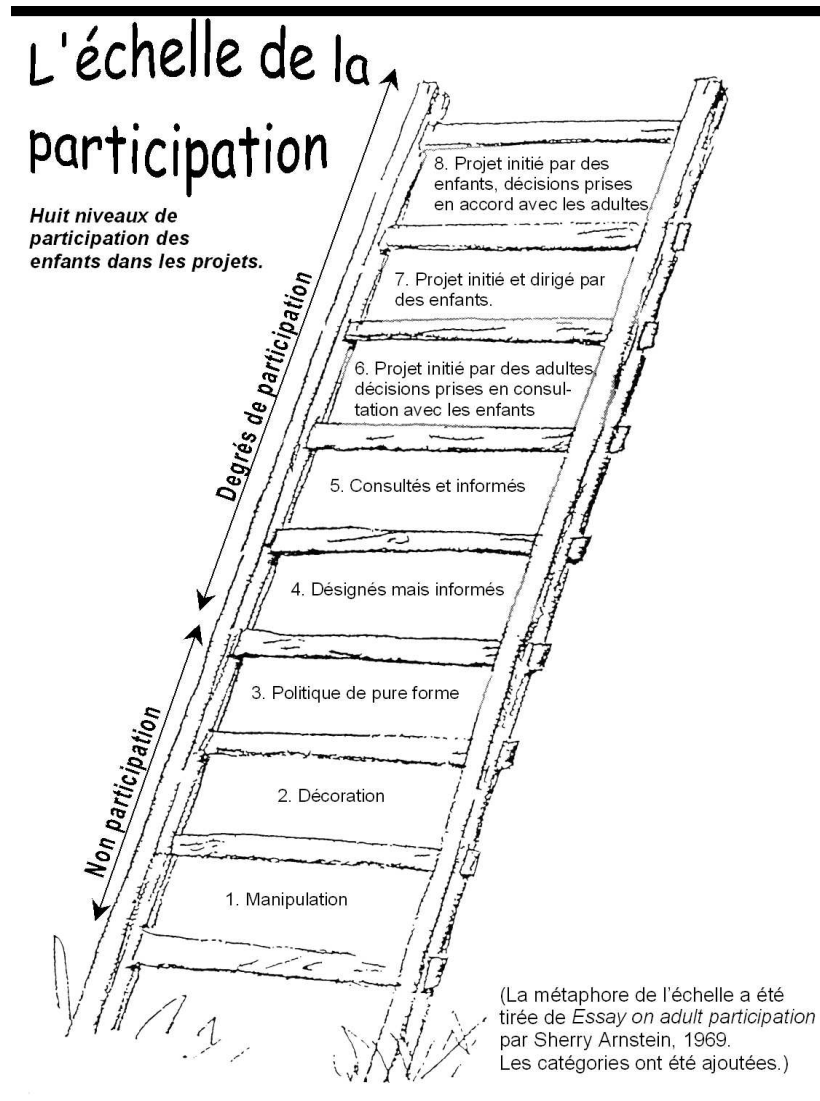 L'échelle de la
participation
Huit niveaux de
participation des
enfants dans les projets.
Degrés de participation
Non participation
8. Projet initié par des
enfants, décisions prises
en accord avec les adultes
7. Projet initié et dirigé par
des enfants.
6. Projet initié par des adultes,
décisions prises en consul-
tation avec les enfants
5. Consultés et informés
4. Désignés mais informés
3. Politique de pure forme
2. Décoration
1. Manipulation
(La métaphore de l'échelle a été
tirée de Essay on adult participation
par Sherry Arnstein, 1969.
Les catégories ont été ajoutées.)